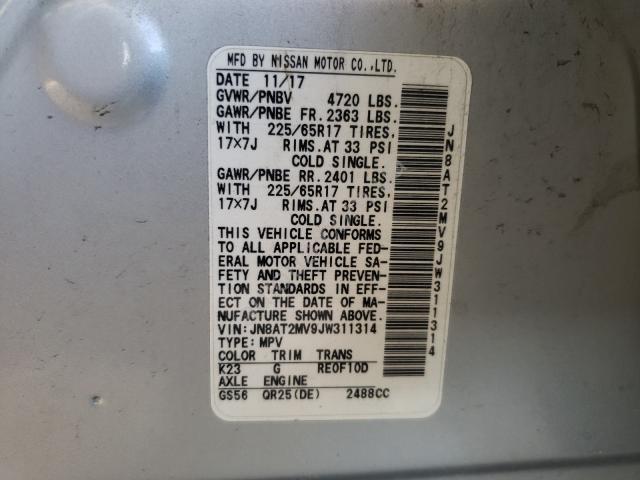 MFD BY NISSAN MOTOR CO.,LTD.
DATE 11/17
GVWR/PNBV 4720 LBS.
GAWR/PNBE FR. 2363 LBS.
WITH 225/65R17 TIRES,
17×7J RIMS.AT 33 PSI
COLD SINGLE.
GAWR/PNBE RR. 2401 LBS.
WITH 225/65R17 TIRES,
17×7J RIMS.AT 33 PSI
COLD SINGLE.
THIS VEHICLE CONFORMS
TO ALL APPLICABLE FED-
ERAL MOTOR VEHICLE SA-
FETY AND THEFT PREVEN-
TION STANDARDS IN EFF-
ECT ON THE DATE OF MA-
NUFACTURE SHOWN ABOVE.
VIN:JN8AT2MV9JW311314
TYPE:MPV
COLOR TRIM TRANS
K23 G RE0F10D
AXLE ENGINE
GS56 QR25(DE) 2488CC
JN8AT2MV9JW311314